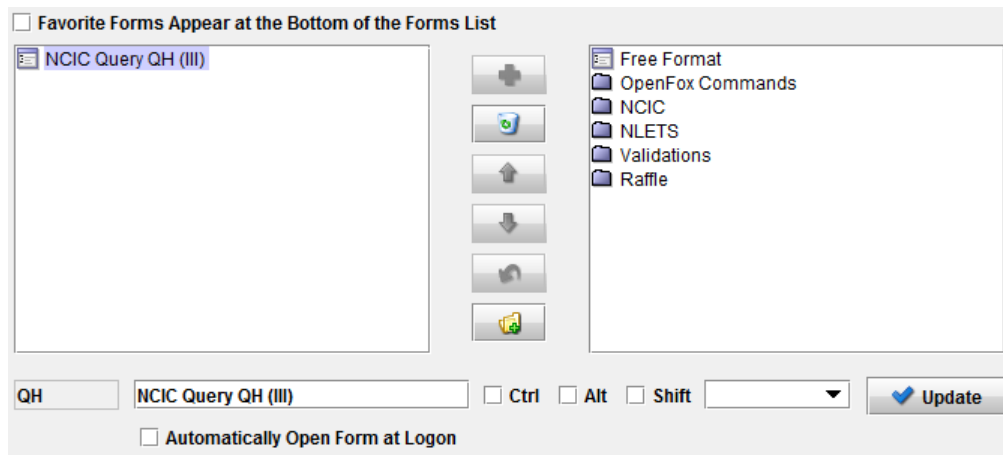 Favorite Forms Appear at the Bottom of the Forms List
NCIC Query QH (III)
Free Format
OpenFox Commands
NCIC
NLETS
Validations
Raffle
QH NCIC Query QH (III) Ctrl Alt Shift Update
Automatically Open Form at Logon